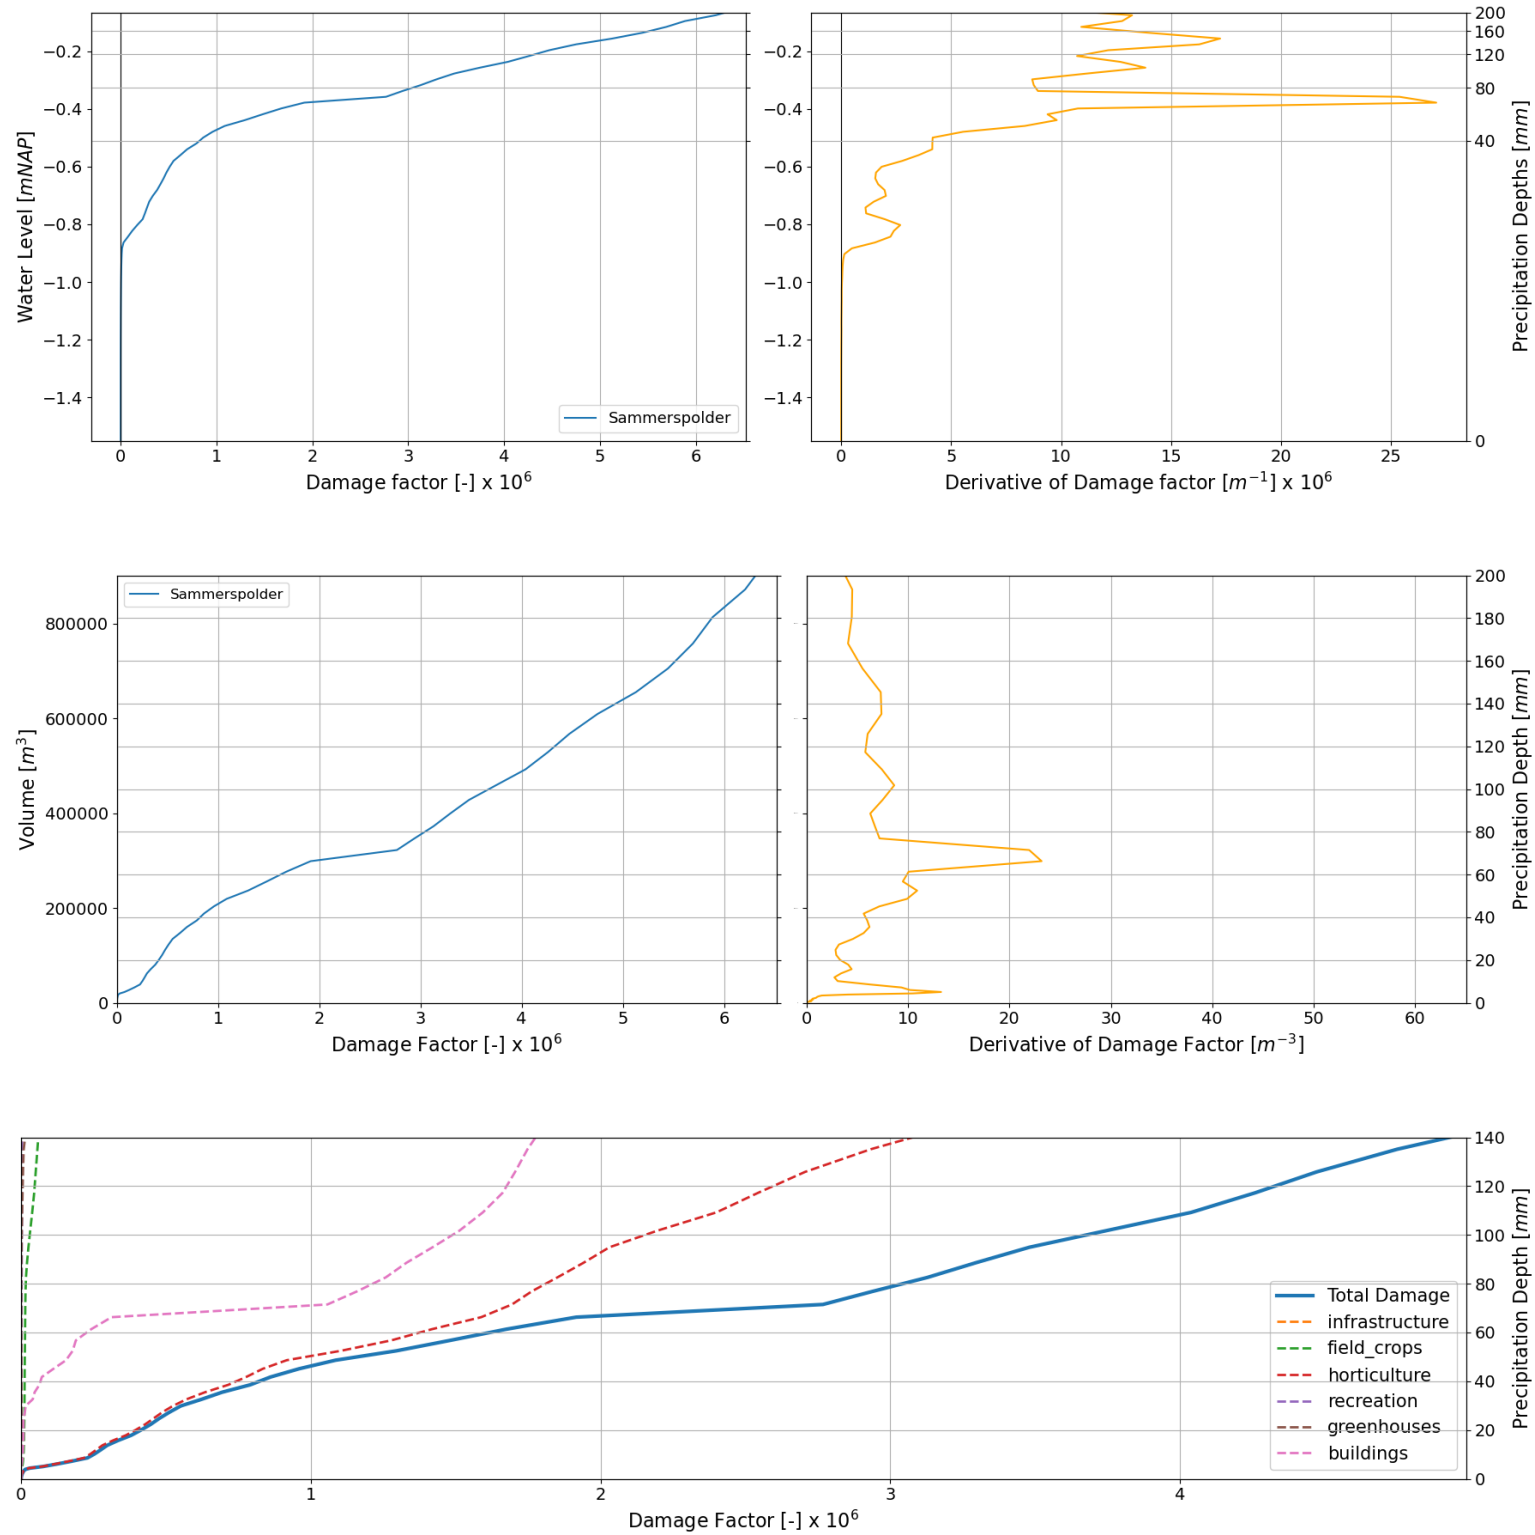 −0.2
−0.4
−0.6
−0.8
−1.0
−1.2
−1.4
Water Level [mNAP]
0 1 2 3 4 5 6
Damage factor [-] x 10⁶
Sammerspolder
−0.2
−0.4
−0.6
−0.8
−1.0
−1.2
−1.4
0 5 10 15 20 25
Derivative of Damage factor [m⁻¹] x 10⁶
200
160
120
80
40
0
Precipitation Depths [mm]
Sammerspolder
800000
600000
400000
200000
0
Volume [m³]
0 1 2 3 4 5 6
Damage Factor [-] x 10⁶
0 10 20 30 40 50 60
Derivative of Damage Factor [m⁻³]
200
180
160
140
120
100
80
60
40
20
0
Precipitation Depth [mm]
Total Damage
infrastructure
field_crops
horticulture
recreation
greenhouses
buildings
0 1 2 3 4
Damage Factor [-] x 10⁶
140
120
100
80
60
40
20
0
Precipitation Depth [mm]